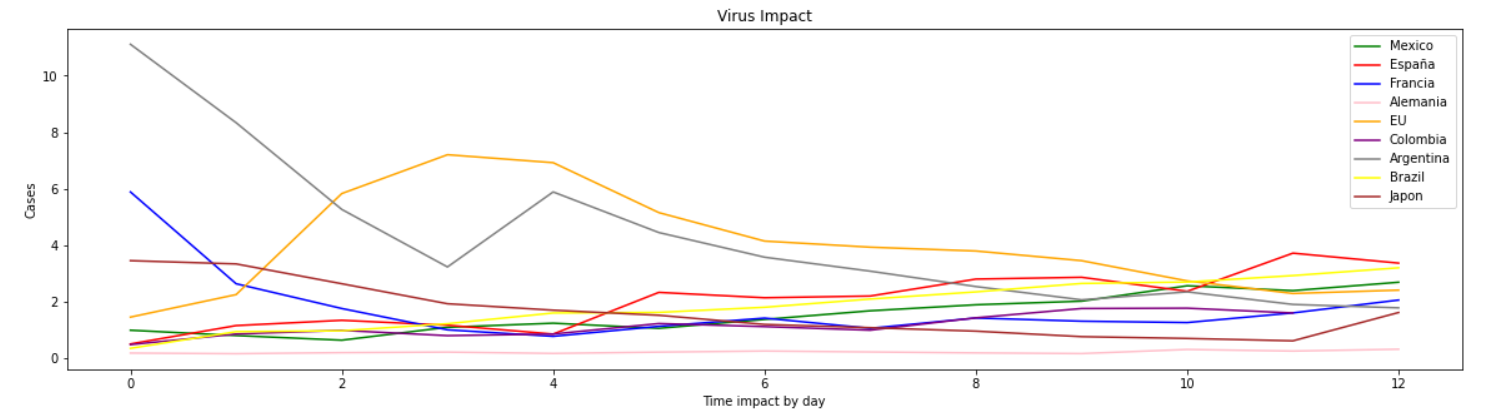 Virus Impact
Cases
10
8
6
4
2
0
0 2 4 6 8 10 12
Time impact by day
Mexico
España
Francia
Alemania
EU
Colombia
Argentina
Brazil
Japon